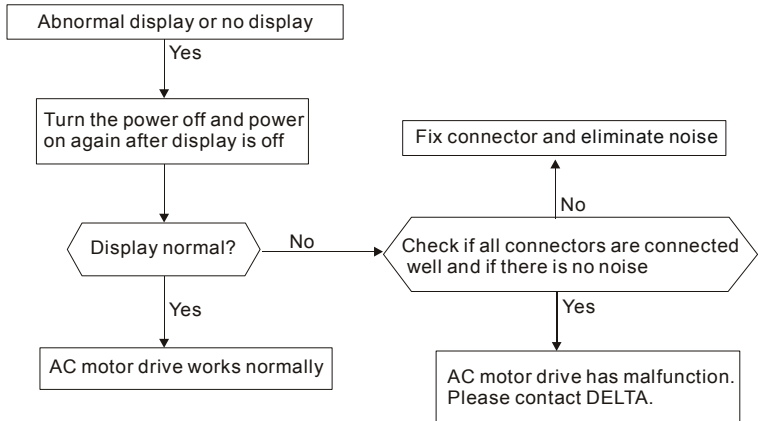 Abnormal display or no display
Yes
Turn the power off and power
on again after display is off
Fix connector and eliminate noise
No
Display normal?
No
Check if all connectors are connected
well and if there is no noise
Yes
Yes
AC motor drive works normally
AC motor drive has malfunction.
Please contact DELTA.